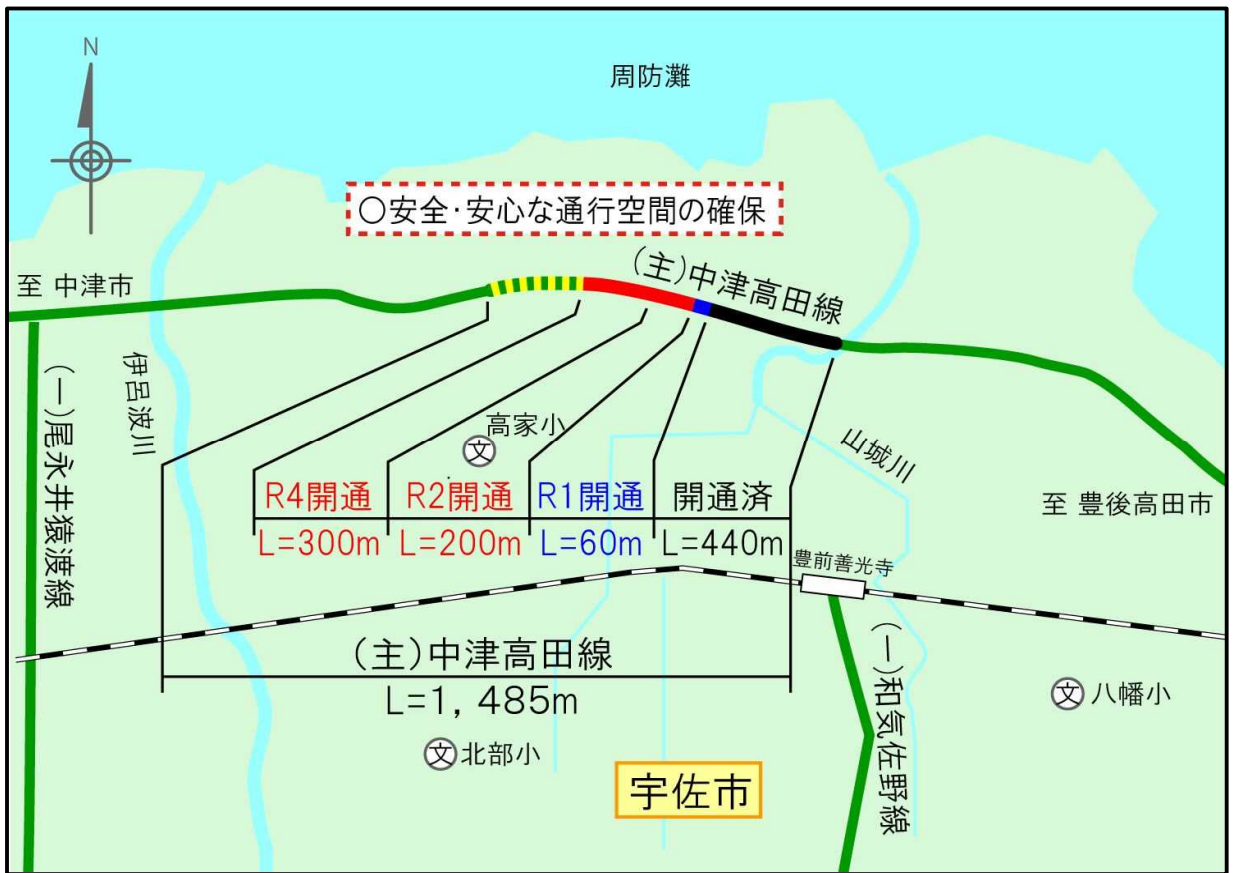 N
周防灘
○安全・安心な通行空間の確保
(主)中津高田線
至 中津市
(一)尾永井猿渡線
伊呂波川
高家小
文
山城川
至 豊後高田市
R4開通
R2開通
R1開通
開通済
L=300m
L=200m
L=60m
L=440m
豊前善光寺
(主)中津高田線
L=1,485m
(一)和気佐野線
文 八幡小
文 北部小
宇佐市